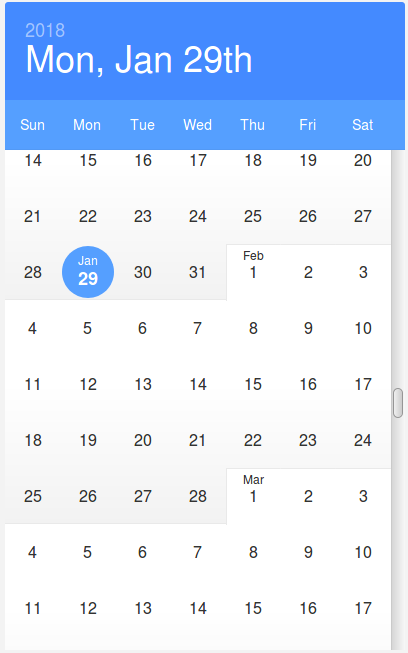 2018
Mon, Jan 29th
Sun Mon Tue Wed Thu Fri Sat
14 15 16 17 18 19 20
21 22 23 24 25 26 27
Jan Feb
28 29 30 31 1 2 3
4 5 6 7 8 9 10
11 12 13 14 15 16 17
18 19 20 21 22 23 24
Mar
25 26 27 28 1 2 3
4 5 6 7 8 9 10
11 12 13 14 15 16 17